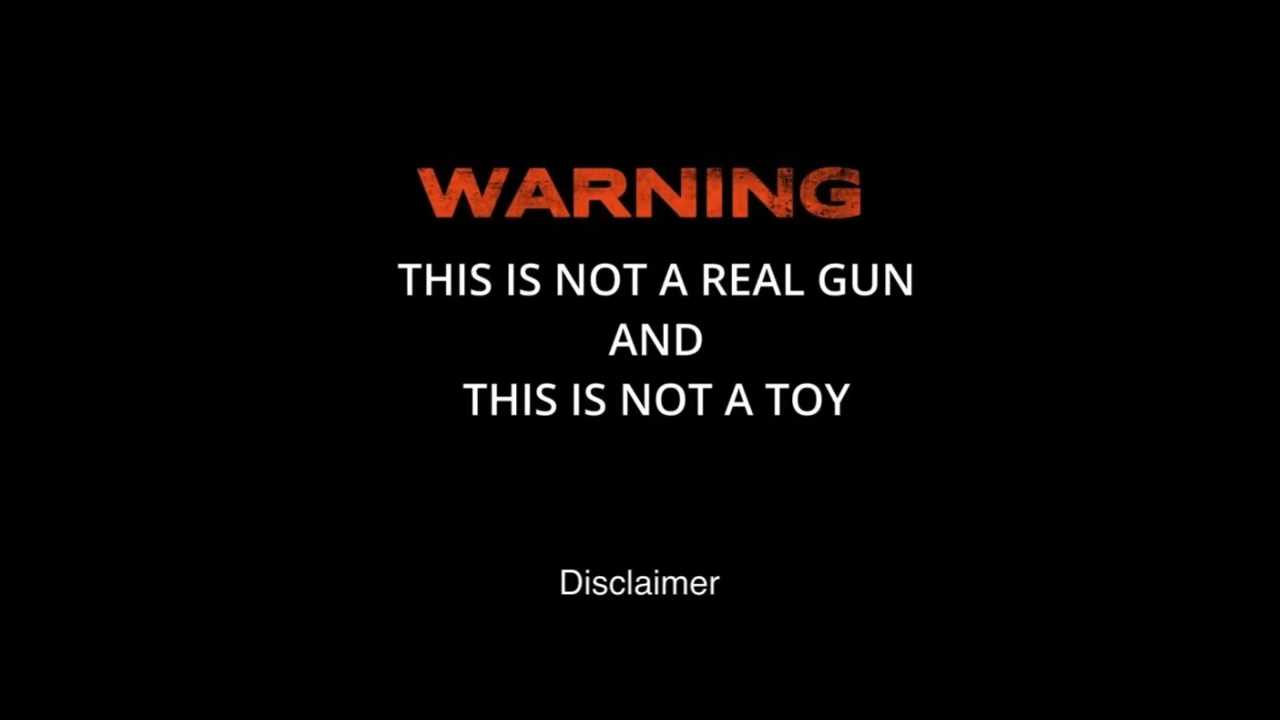 WARNING
THIS IS NOT A REAL GUN
AND
THIS IS NOT A TOY
Disclaimer